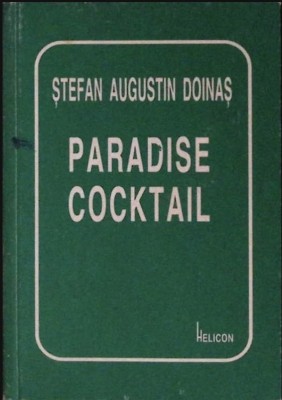 ȘTEFAN AUGUSTIN DOINAȘ
PARADISE
COCKTAIL
HELICON